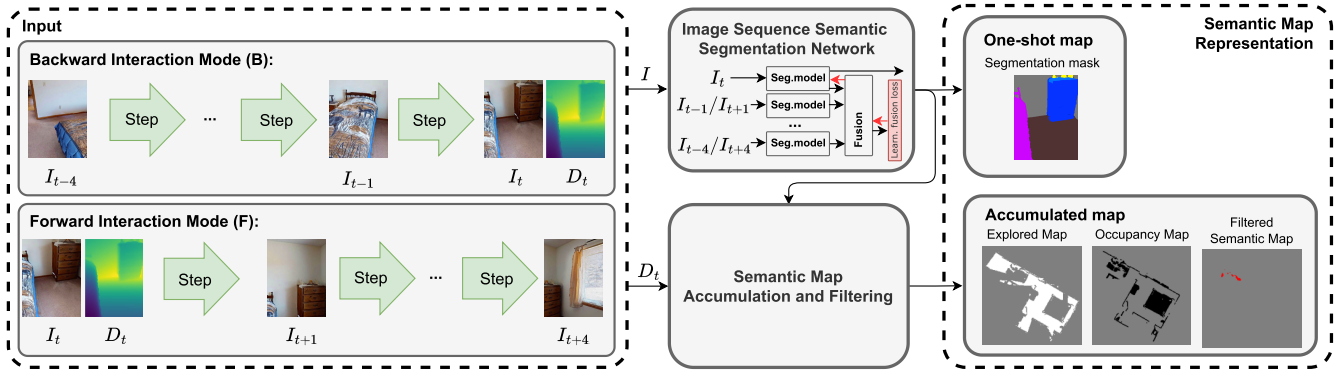 Input
Backward Interaction Mode (B):
Step
...
Step
Step
I_{t-4}
I_{t-1}
I_t
D_t
Forward Interaction Mode (F):
Step
...
Step
Step
I_t
D_t
I_{t+1}
I_{t+4}
I
D_t
Image Sequence Semantic
Segmentation Network
I_t
Seg.model
I_{t-1}/I_{t+1}
Seg.model
...
I_{t-4}/I_{t+4}
Seg.model
Fusion
Learn. fusion loss
Semantic Map
Accumulation and Filtering
Semantic Map
Representation
One-shot map
Segmentation mask
Accumulated map
Explored Map
Occupancy Map
Filtered
Semantic Map